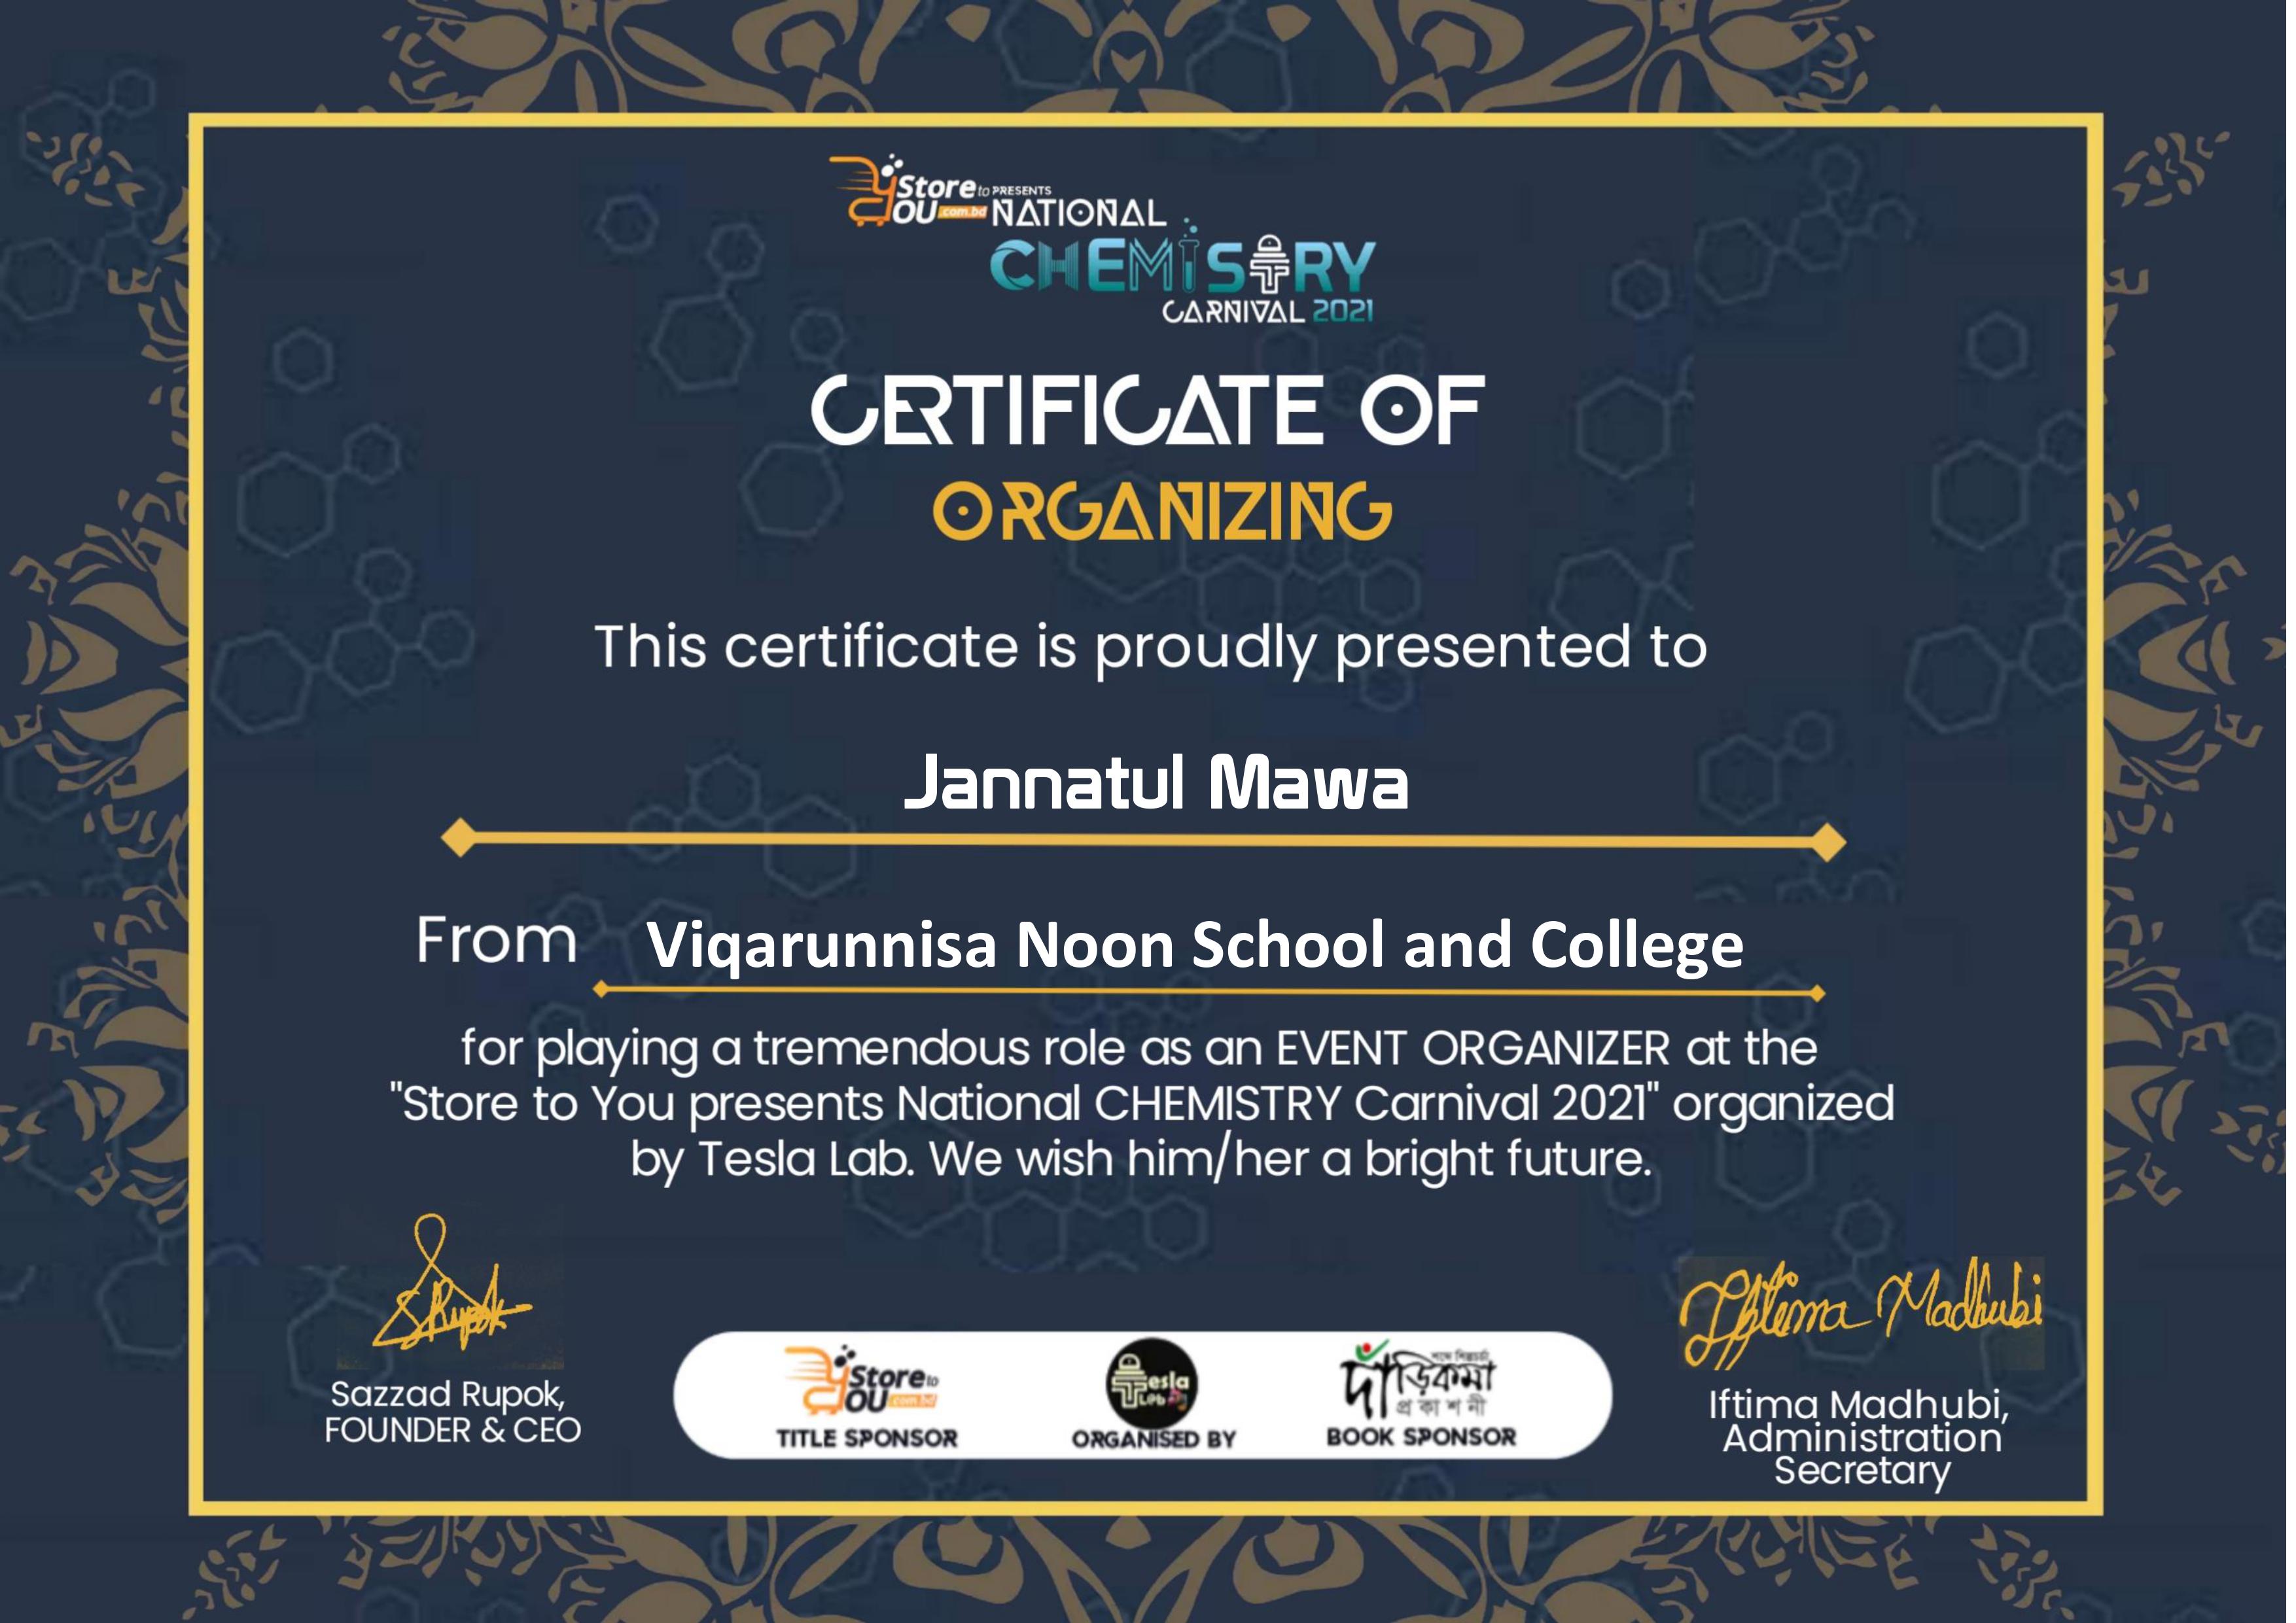 Store to PRESENTS
YOU .com.bd NATIONAL
CHEMISTRY
CARNIVAL 2021
CERTIFICATE OF
ORGANIZING
This certificate is proudly presented to
Jannatul Mawa
From Viqarunnisa Noon School and College
for playing a tremendous role as an EVENT ORGANIZER at the
"Store to You presents National CHEMISTRY Carnival 2021" organized
by Tesla Lab. We wish him/her a bright future.
SRupok
Iftima Madhubi
Sazzad Rupok,
FOUNDER & CEO
Store to
YOU .com.bd
TITLE SPONSOR
Tesla
Lab
ORGANISED BY
দাঁড়িকমা
প্রকাশনী
BOOK SPONSOR
Iftima Madhubi,
Administration
Secretary